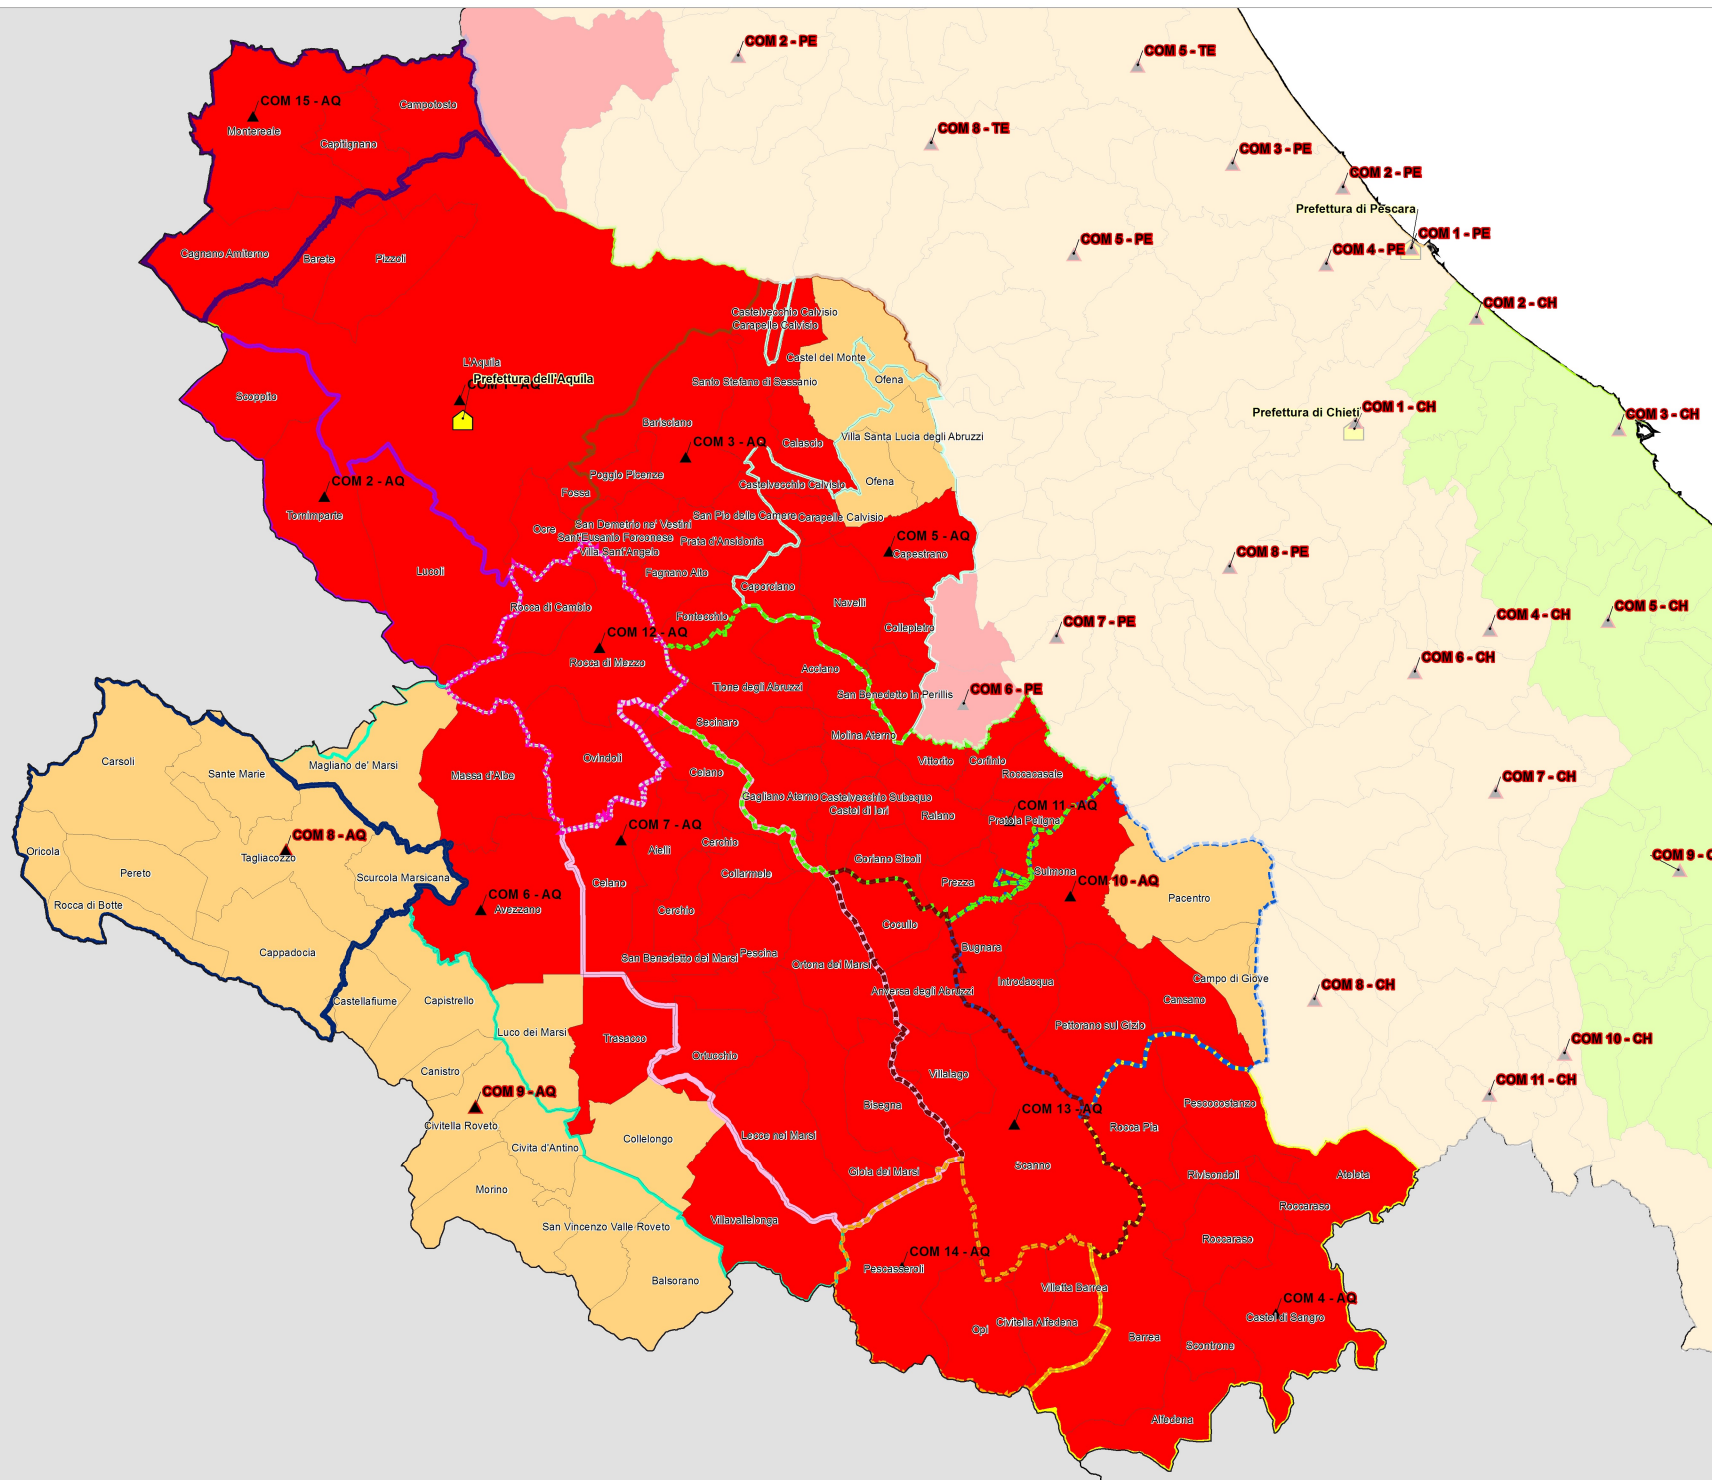 COM 2 - PE
COM 5 - TE
COM 15 - AQ
Campotosto
Montereale
Capitignano
COM 8 - TE
COM 3 - PE
COM 2 - PE
Prefettura di Pescara
COM 1 - PE
COM 5 - PE
COM 4 - PE
Cagnano Amiterno
Barete
Pizzoli
COM 2 - CH
Castelvecchio Calvisio
Carapelle Calvisio
Castel del Monte
L'Aquila
Prefettura dell'Aquila
Santo Stefano di Sessanio
Ofena
Scoppito
COM 1 - CH
Prefettura di Chieti
COM 3 - CH
Barisciano
COM 3 - AQ
Calascio
Villa Santa Lucia degli Abruzzi
Poggio Picenze
COM 2 - AQ
Castelvecchio Calvisio
Ofena
Fossa
Tornimparte
San Pio delle Camere
Carapelle Calvisio
Ocre
San Demetrio ne' Vestini
Sant'Eusanio Forconese
Prata d'Ansidonia
COM 5 - AQ
Villa Sant'Angelo
Capestrano
COM 8 - PE
Lucoli
Fagnano Alto
Caporciano
Rocca di Cambio
Navelli
COM 5 - CH
Fontecchio
COM 4 - CH
Collepietro
COM 12 - AQ
COM 7 - PE
Rocca di Mezzo
COM 6 - CH
Acciano
Tione degli Abruzzi
San Benedetto in Perillis
COM 6 - PE
Secinaro
Molina Aterno
Ovindoli
Carsoli
Magliano de' Marsi
Vittorito
Corfinio
Sante Marie
Massa d'Albe
Celano
Roccacasale
COM 7 - CH
Gagliano Aterno
Castelvecchio Subequo
Castel di Ieri
COM 11 - AQ
Raiano
Pratola Peligna
COM 7 - AQ
COM 8 - AQ
Cerchio
Oricola
Aielli
Tagliacozzo
Goriano Sicoli
COM 9 - C
Pereto
Scurcola Marsicana
Celano
Collarmele
Prezza
Sulmona
COM 10 - AQ
COM 6 - AQ
Pacentro
Rocca di Botte
Avezzano
Cerchio
Cocullo
Cappadocia
Bugnara
San Benedetto dei Marsi
Pescina
Ortona dei Marsi
Introdacqua
Campo di Giove
COM 8 - CH
Castellafiume
Capistrello
Anversa degli Abruzzi
Cansano
Luco dei Marsi
Trasacco
Pettorano sul Gizio
COM 10 - CH
Ortucchio
Canistro
Villalago
COM 11 - CH
COM 9 - AQ
Bisegna
COM 13 - AQ
Pescocostanzo
Civitella Roveto
Rocca Pia
Collelongo
Lecce nei Marsi
Civita d'Antino
Gioia dei Marsi
Scanno
Rivisondoli
Ateleta
Morino
Roccaraso
San Vincenzo Valle Roveto
Villavallelonga
Roccaraso
COM 14 - AQ
Pescasseroli
Balsorano
Villetta Barrea
COM 4 - AQ
Castel di Sangro
Opi
Civitella Alfedena
Barrea
Scontrone
Alfedena